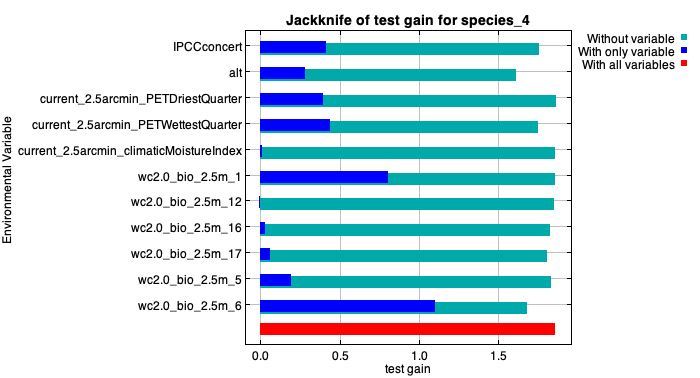 Jackknife of test gain for species_4
Without variable
With only variable
With all variables
Environmental Variable
IPCCconcert
alt
current_2.5arcmin_PETDriestQuarter
current_2.5arcmin_PETWettestQuarter
current_2.5arcmin_climaticMoistureIndex
wc2.0_bio_2.5m_1
wc2.0_bio_2.5m_12
wc2.0_bio_2.5m_16
wc2.0_bio_2.5m_17
wc2.0_bio_2.5m_5
wc2.0_bio_2.5m_6
0.0 0.5 1.0 1.5
test gain